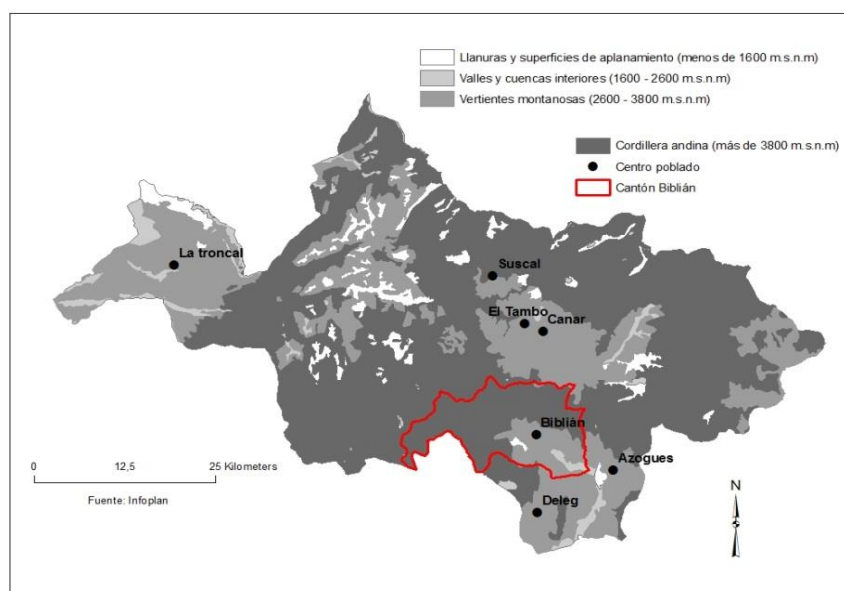 Llanuras y superficies de aplanamiento (menos de 1600 m.s.n.m)
Valles y cuencas interiores (1600 - 2600 m.s.n.m)
Vertientes montanosas (2600 - 3800 m.s.n.m)
Cordillera andina (más de 3800 m.s.n.m)
Centro poblado
Cantón Biblián
La troncal
Suscal
El Tambo
Canar
Biblián
Azogues
Deleg
0 12,5 25 Kilometers
Fuente: Infoplan
N